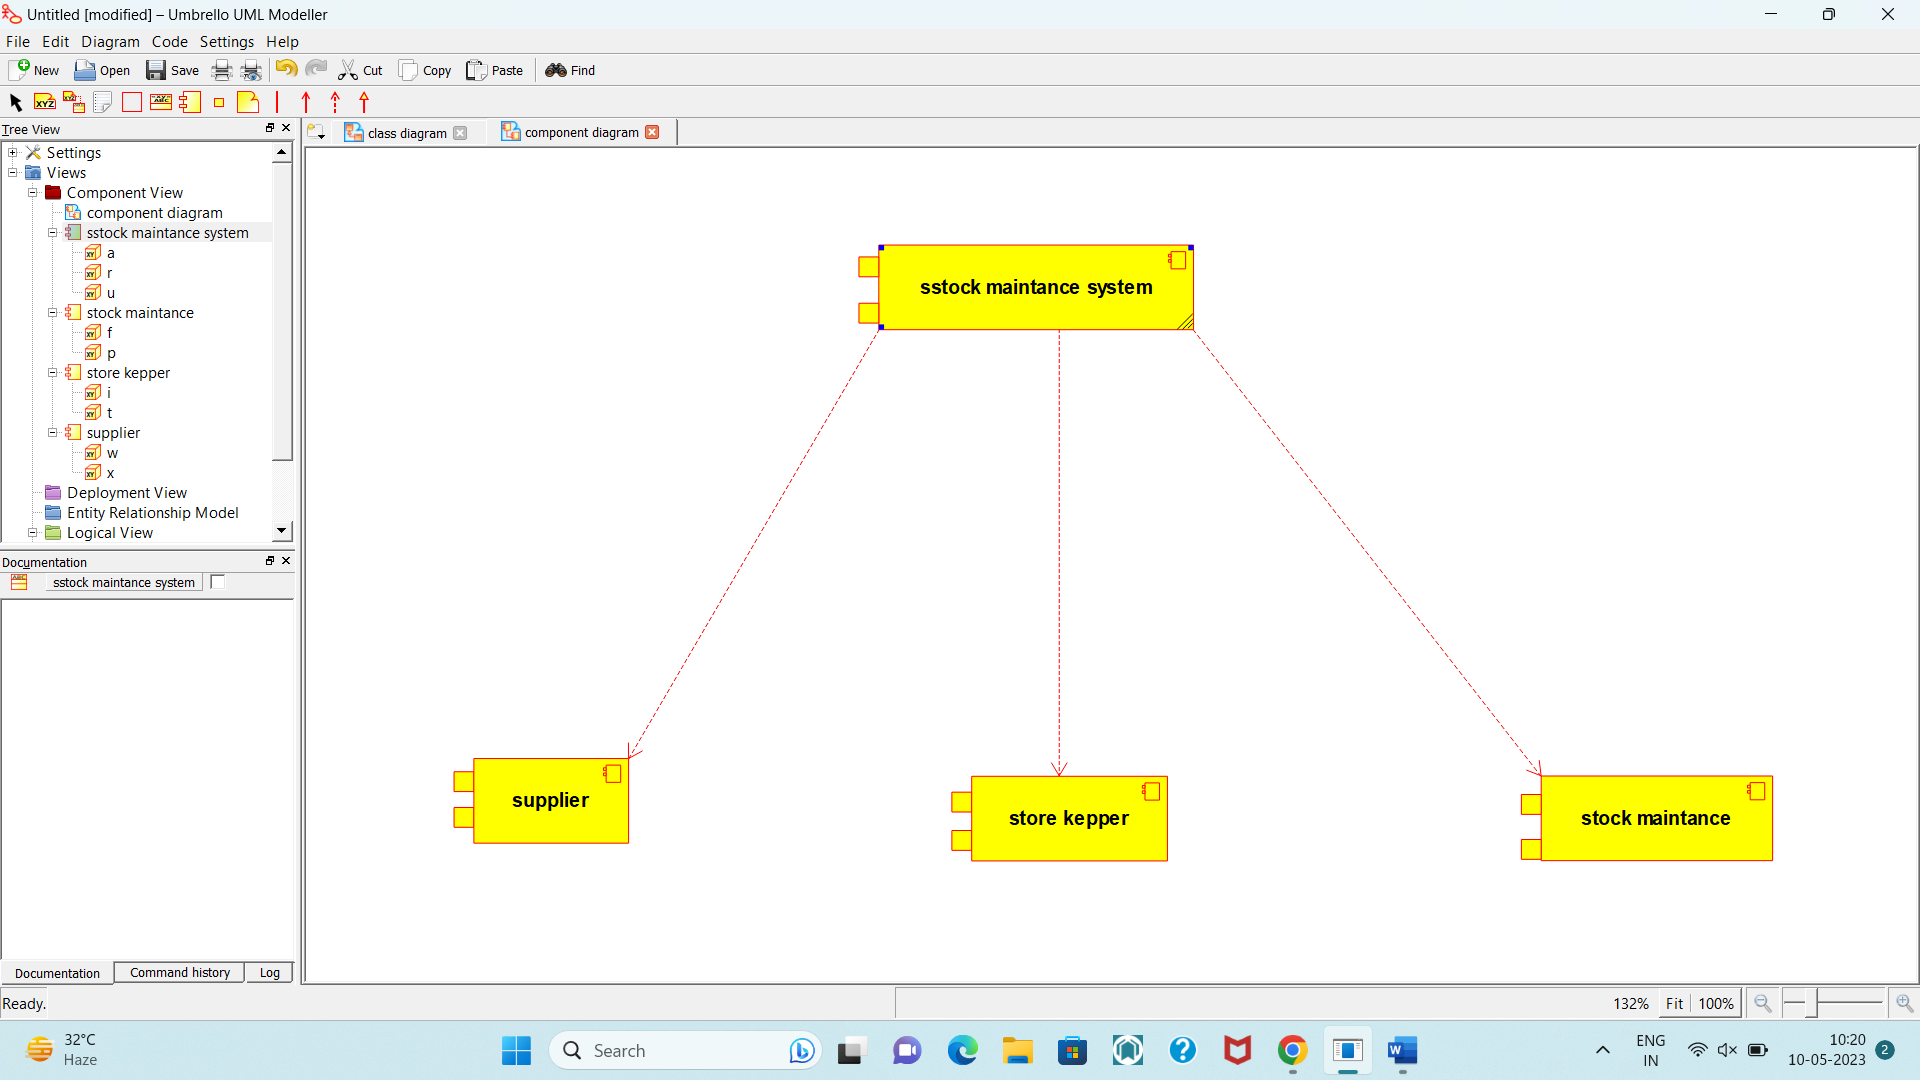 Untitled [modified] – Umbrello UML Modeller
File Edit Diagram Code Settings Help
New Open Save Cut Copy Paste Find
Tree View
class diagram component diagram
Settings
Views
Component View
component diagram
sstock maintance system
a
r
u
stock maintance
f
p
store kepper
i
t
supplier
w
x
Deployment View
Entity Relationship Model
Logical View
Documentation
sstock maintance system
sstock maintance system
supplier
store kepper
stock maintance
Documentation Command history Log
Ready.
132% Fit 100%
32°C
Haze
Search
ENG
IN
10:20
10-05-2023
2